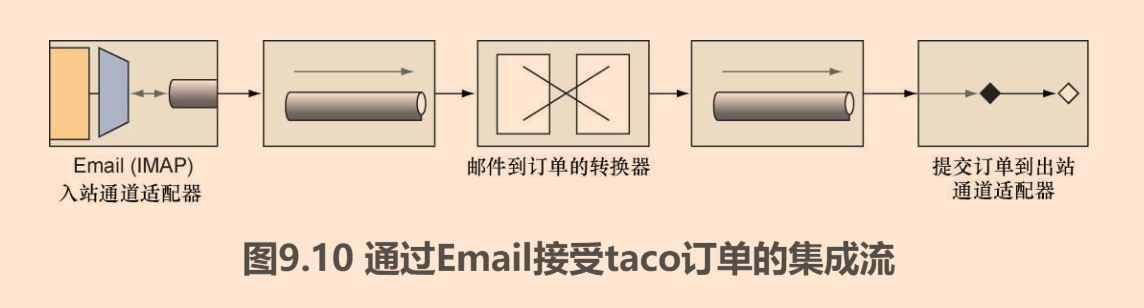 Email (IMAP)
入站通道适配器
邮件到订单的转换器
提交订单到出站
通道适配器
图9.10 通过Email接受taco订单的集成流